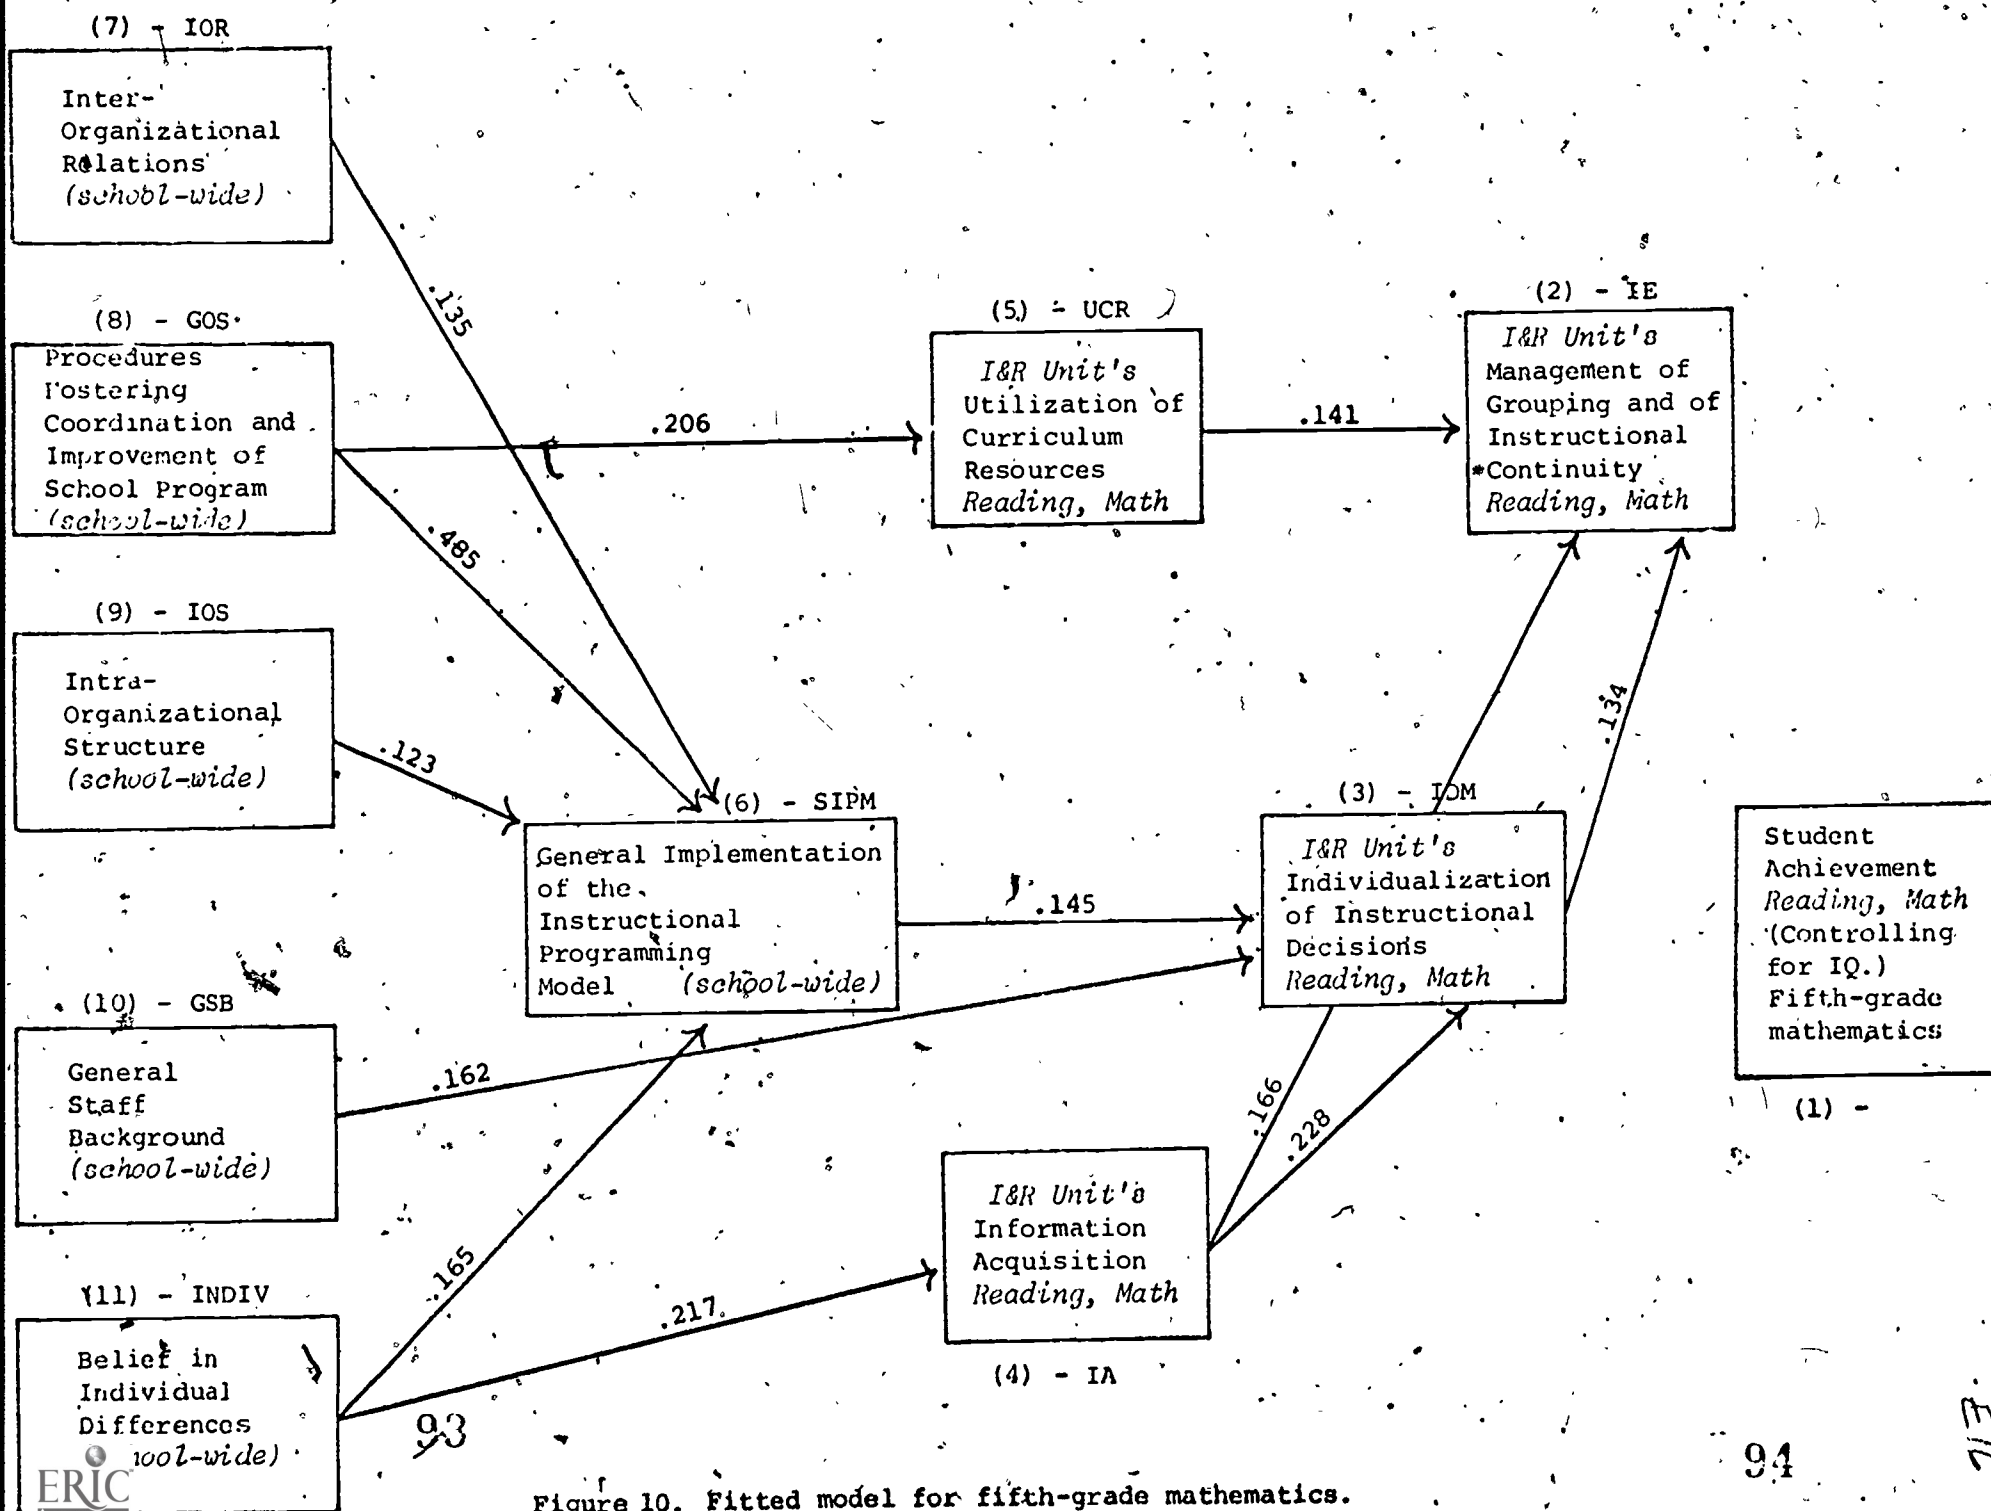 (7) - IOR
Inter-
Organizational
Relations
(school-wide)
(8) - GOS
Procedures
Fostering
Coordination and
Improvement of
School Program
(school-wide)
(9) - IOS
Intra-
Organizational
Structure
(school-wide)
(10) - GSB
General
Staff
Background
(school-wide)
(11) - INDIV
Belief in
Individual
Differences
ool-wide)
.135
.206
.485
.123
.162
.165
.217
(6) - SIPM
General Implementation
of the
Instructional
Programming
Model (school-wide)
(5) - UCR
I&R Unit's
Utilization of
Curriculum
Resources
Reading, Math
.141
.145
(4) - IA
I&R Unit's
Information
Acquisition
Reading, Math
.166
.228
(2) - IE
I&R Unit's
Management of
Grouping and of
Instructional
Continuity
Reading, Math
.134
(3) - IDM
I&R Unit's
Individualization
of Instructional
Decisions
Reading, Math
Student
Achievement
Reading, Math
(Controlling
for IQ.)
Fifth-grade
mathematics
(1) -
93
94
ERIC
Figure 10. Fitted model for fifth-grade mathematics.